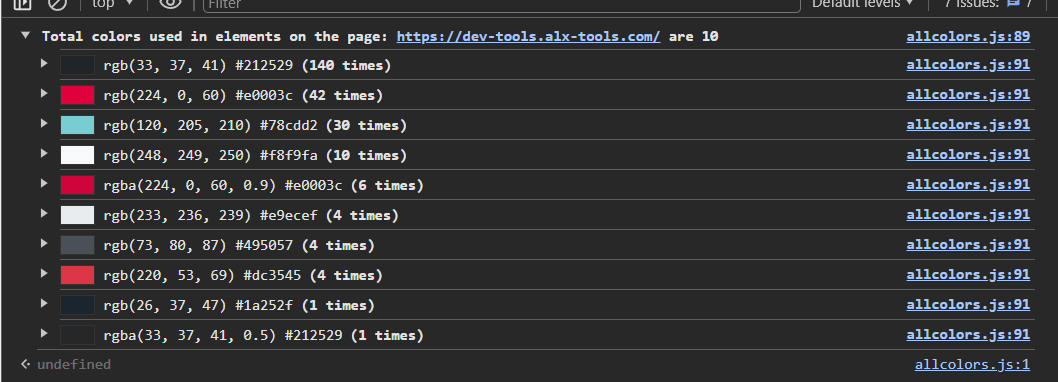 top Filter Default levels 7 Issues: 7
Total colors used in elements on the page: https://dev-tools.alx-tools.com/ are 10 allcolors.js:89
rgb(33, 37, 41) #212529 (140 times) allcolors.js:91
rgb(224, 0, 60) #e0003c (42 times) allcolors.js:91
rgb(120, 205, 210) #78cdd2 (30 times) allcolors.js:91
rgb(248, 249, 250) #f8f9fa (10 times) allcolors.js:91
rgba(224, 0, 60, 0.9) #e0003c (6 times) allcolors.js:91
rgb(233, 236, 239) #e9ecef (4 times) allcolors.js:91
rgb(73, 80, 87) #495057 (4 times) allcolors.js:91
rgb(220, 53, 69) #dc3545 (4 times) allcolors.js:91
rgb(26, 37, 47) #1a252f (1 times) allcolors.js:91
rgba(33, 37, 41, 0.5) #212529 (1 times) allcolors.js:91
undefined allcolors.js:1